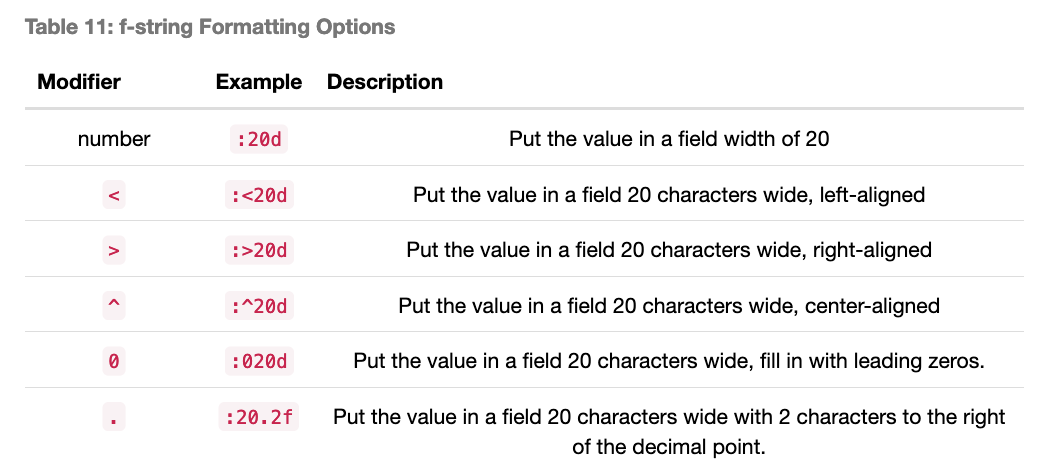 Table 11: f-string Formatting Options
Modifier Example Description
number :20d Put the value in a field width of 20
< :<20d Put the value in a field 20 characters wide, left-aligned
> :>20d Put the value in a field 20 characters wide, right-aligned
^ :^20d Put the value in a field 20 characters wide, center-aligned
0 :020d Put the value in a field 20 characters wide, fill in with leading zeros.
. :20.2f Put the value in a field 20 characters wide with 2 characters to the right
of the decimal point.